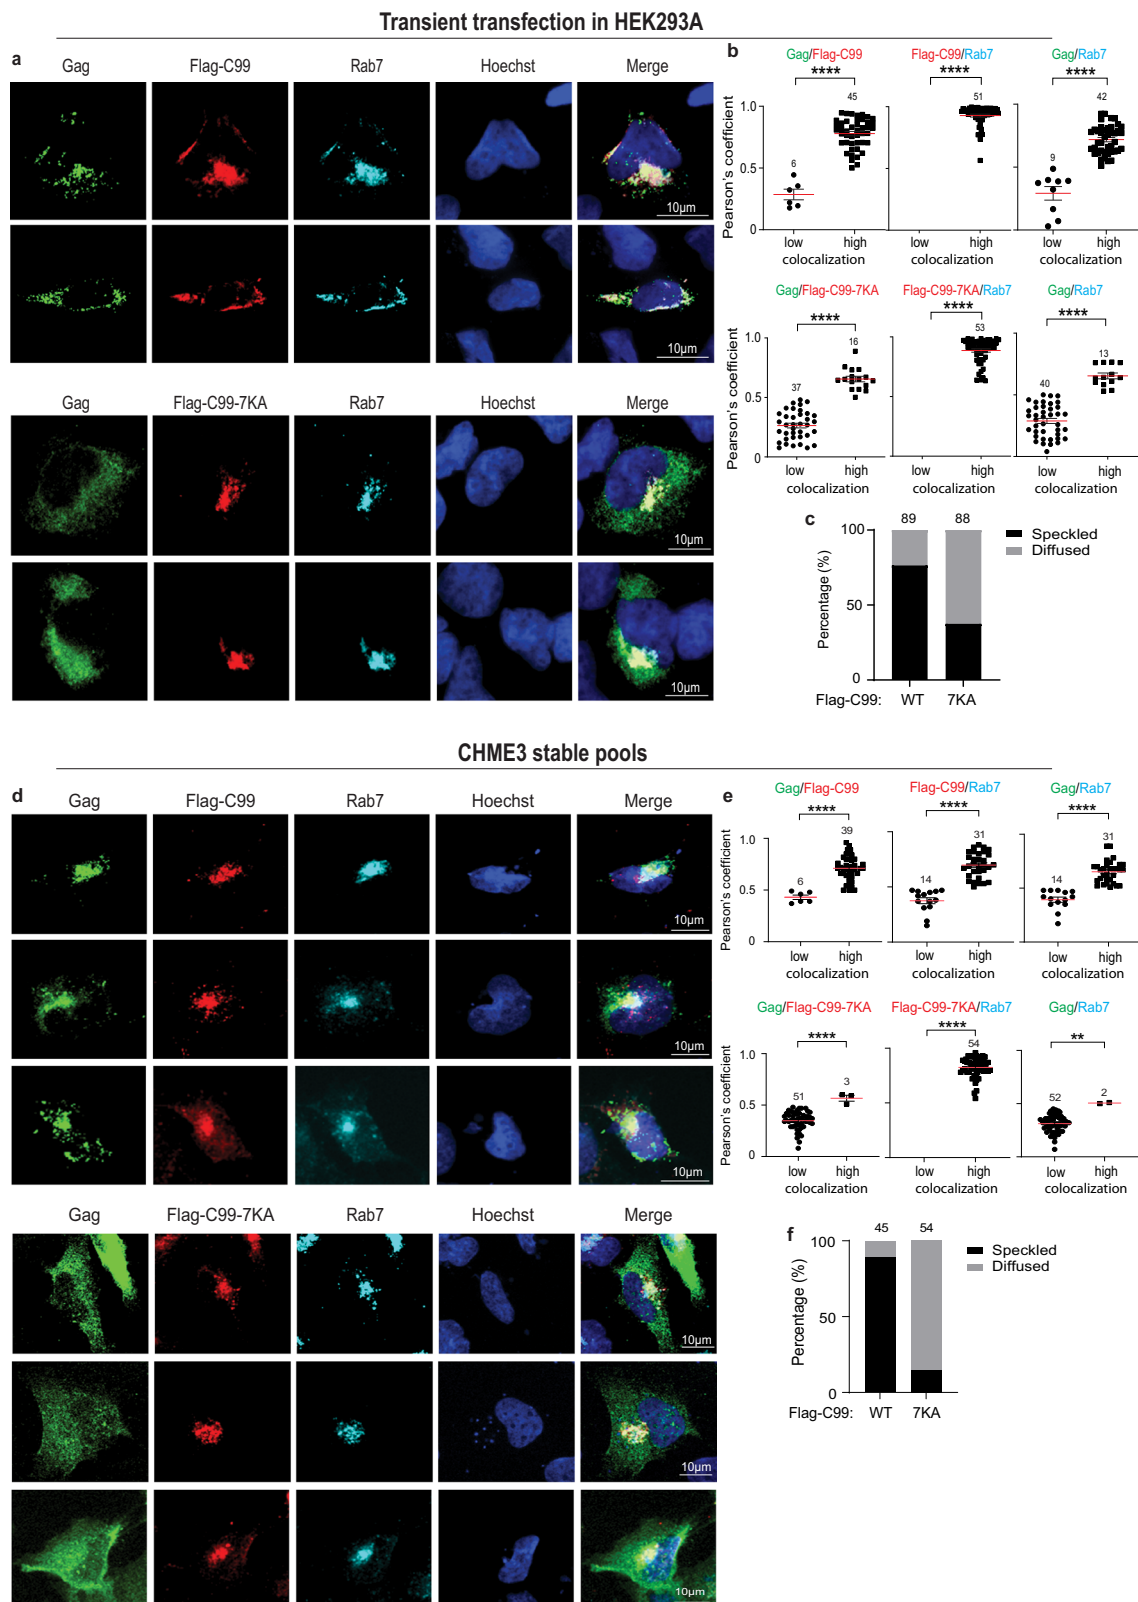 Transient transfection in HEK293A
a
Gag Flag-C99 Rab7 Hoechst Merge
10µm
10µm
Gag Flag-C99-7KA Rab7 Hoechst Merge
10µm
10µm
b
Gag/Flag-C99 Flag-C99/Rab7 Gag/Rab7
**** **** ****
45 51 42
6 9
Pearson's coefficient
1.0
0.5
0
low high low high low high
colocalization colocalization colocalization
Gag/Flag-C99-7KA Flag-C99-7KA/Rab7 Gag/Rab7
**** **** ****
37 16 53 40 13
Pearson's coefficient
1.0
0.5
0
low high low high low high
colocalization colocalization colocalization
c
89 88
Speckled
Diffused
Percentage (%)
100
50
0
Flag-C99: WT 7KA
CHME3 stable pools
d
Gag Flag-C99 Rab7 Hoechst Merge
10µm
10µm
10µm
Gag Flag-C99-7KA Rab7 Hoechst Merge
10µm
10µm
10µm
e
Gag/Flag-C99 Flag-C99/Rab7 Gag/Rab7
**** **** ****
6 39 14 31 14 31
Pearson's coefficient
1.0
0.5
0
low high low high low high
colocalization colocalization colocalization
Gag/Flag-C99-7KA Flag-C99-7KA/Rab7 Gag/Rab7
**** **** **
51 3 54 52 2
Pearson's coefficient
1.0
0.5
0
low high low high low high
colocalization colocalization colocalization
f
45 54
Speckled
Diffused
Percentage (%)
100
50
0
Flag-C99: WT 7KA